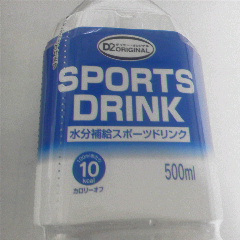 D2 ORIGINAL
SPORTS
DRINK
水分補給スポーツドリンク
10
kcal
カロリーオフ
500ml